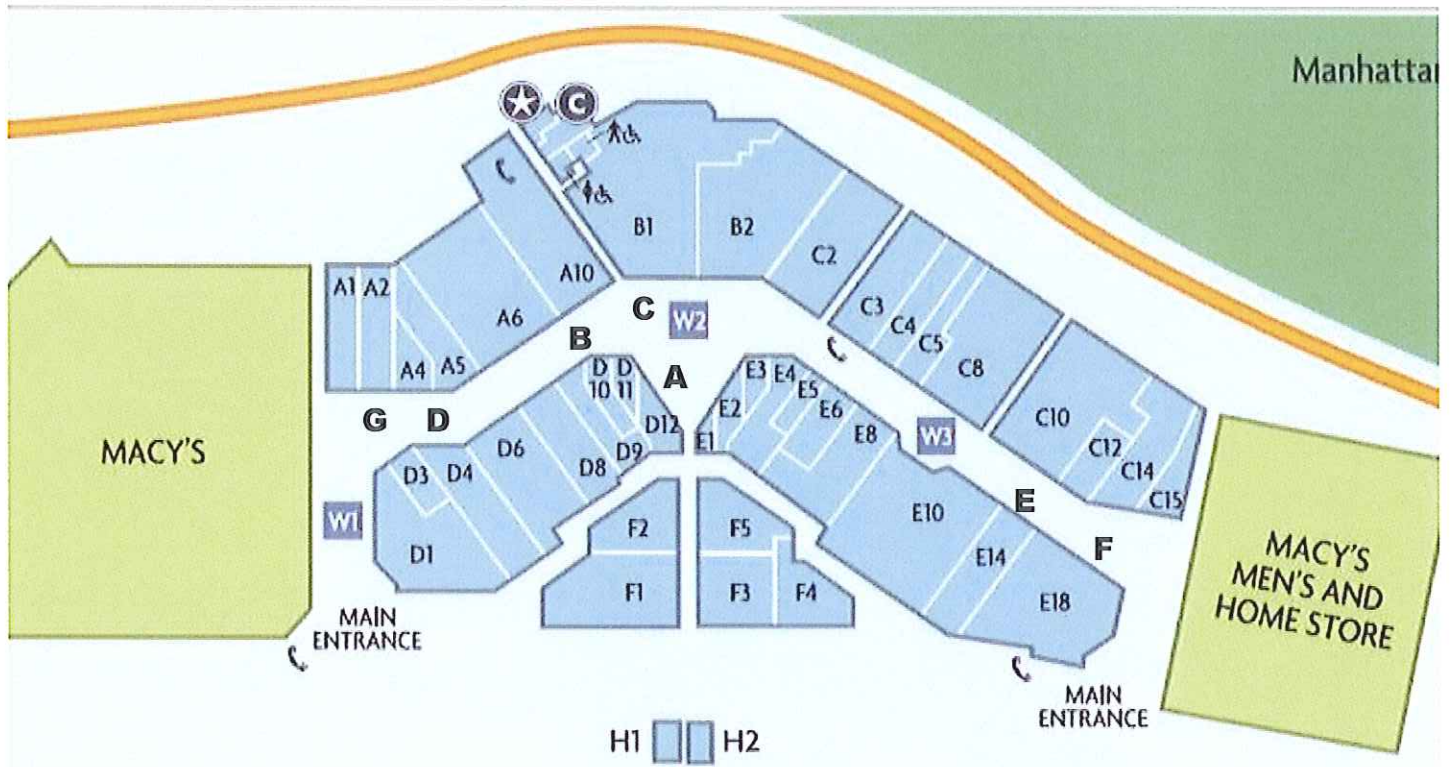 Manhattan
C
B1
B2
C2
A1
A2
A10
A6
A4
A5
C3
C4
C5
C8
C
W2
B
A
D
10
D
11
D12
E3
E4
E2
E5
E6
E1
E8
W3
C10
C12
C14
C15
G
D
MACY'S
D3
D4
D6
D8
D9
W1
D1
E10
E
F
E14
E18
F2
F5
F1
F3
F4
MACY'S
MEN'S AND
HOME STORE
MAIN
ENTRANCE
MAIN
ENTRANCE
H1
H2